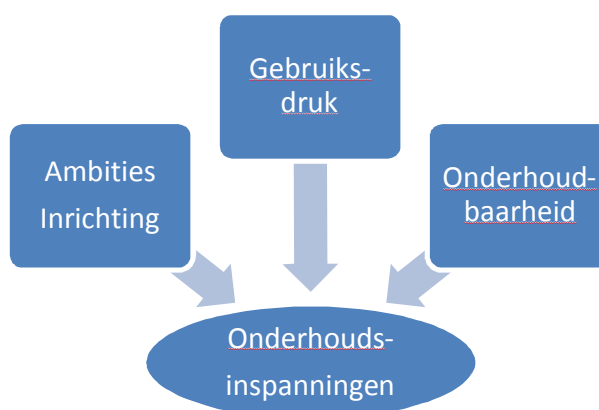 Gebruiks-
druk
Ambities
Inrichting
Onderhoud-
baarheid
Onderhouds-
inspanningen